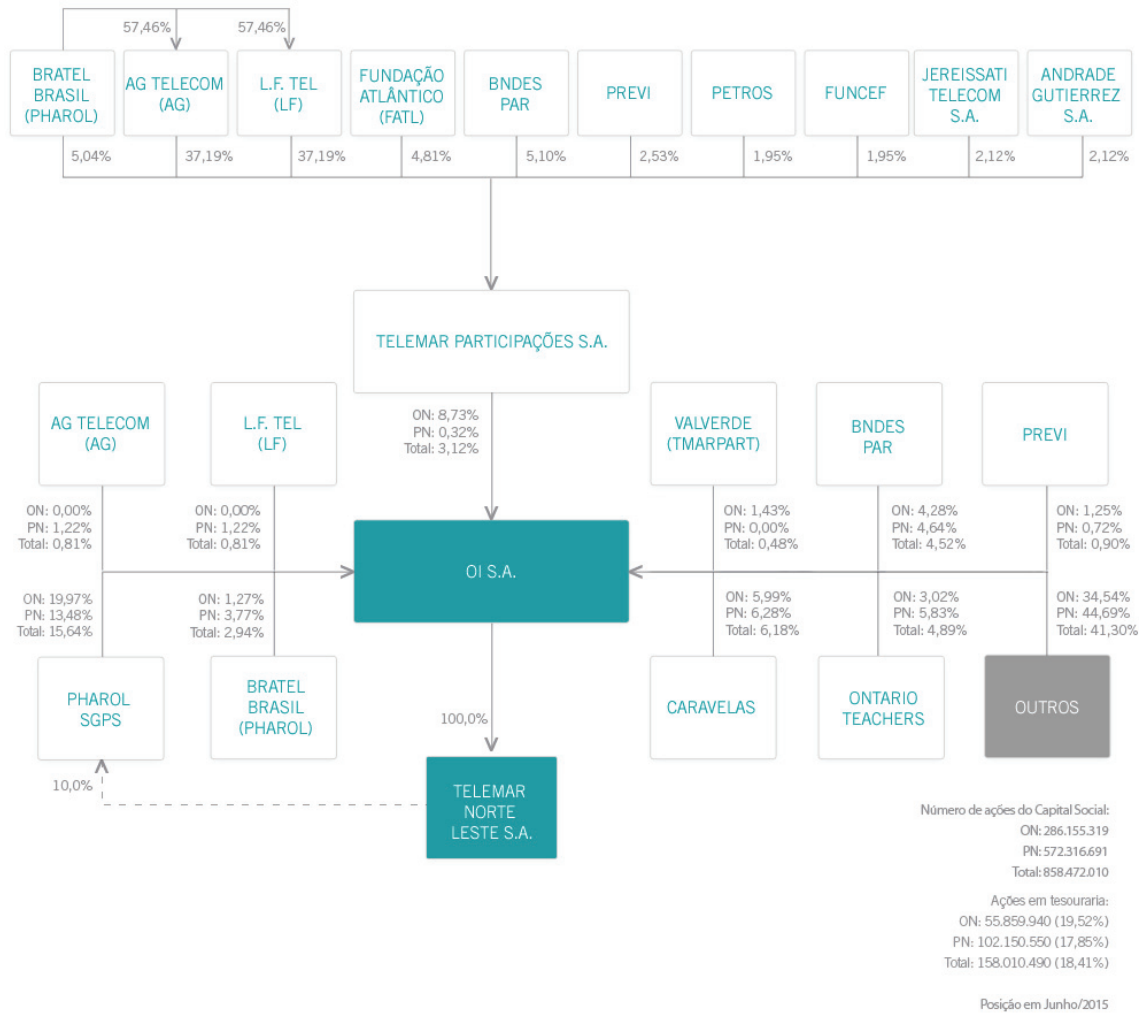 57,46%
57,46%
BRATEL
BRASIL
(PHAROL)
AG TELECOM
(AG)
L.F. TEL
(LF)
FUNDAÇÃO
ATLÂNTICO
(FATL)
BNDES
PAR
PREVI
PETROS
FUNCEF
JEREISSATI
TELECOM
S.A.
ANDRADE
GUTIERREZ
S.A.
5,04%
37,19%
37,19%
4,81%
5,10%
2,53%
1,95%
1,95%
2,12%
2,12%
TELEMAR PARTICIPAÇÕES S.A.
ON: 8,73%
PN: 0,32%
Total: 3,12%
AG TELECOM
(AG)
L.F. TEL
(LF)
VALVERDE
(TMARPART)
BNDES
PAR
PREVI
ON: 0,00%
PN: 1,22%
Total: 0,81%
ON: 0,00%
PN: 1,22%
Total: 0,81%
ON: 1,43%
PN: 0,00%
Total: 0,48%
ON: 4,28%
PN: 4,64%
Total: 4,52%
ON: 1,25%
PN: 0,72%
Total: 0,90%
OI S.A.
ON: 19,97%
PN: 13,48%
Total: 15,64%
ON: 1,27%
PN: 3,77%
Total: 2,94%
ON: 5,99%
PN: 6,28%
Total: 6,18%
ON: 3,02%
PN: 5,83%
Total: 4,89%
ON: 34,54%
PN: 44,69%
Total: 41,30%
PHAROL
SGPS
BRATEL
BRASIL
(PHAROL)
CARAVELAS
ONTARIO
TEACHERS
OUTROS
100,0%
10,0%
TELEMAR
NORTE
LESTE S.A.
Número de ações do Capital Social:
ON: 286.155.319
PN: 572.316.691
Total: 858.472.010
Ações em tesouraria:
ON: 55.859.940 (19,52%)
PN: 102.150.550 (17,85%)
Total: 158.010.490 (18,41%)
Posição em Junho/2015